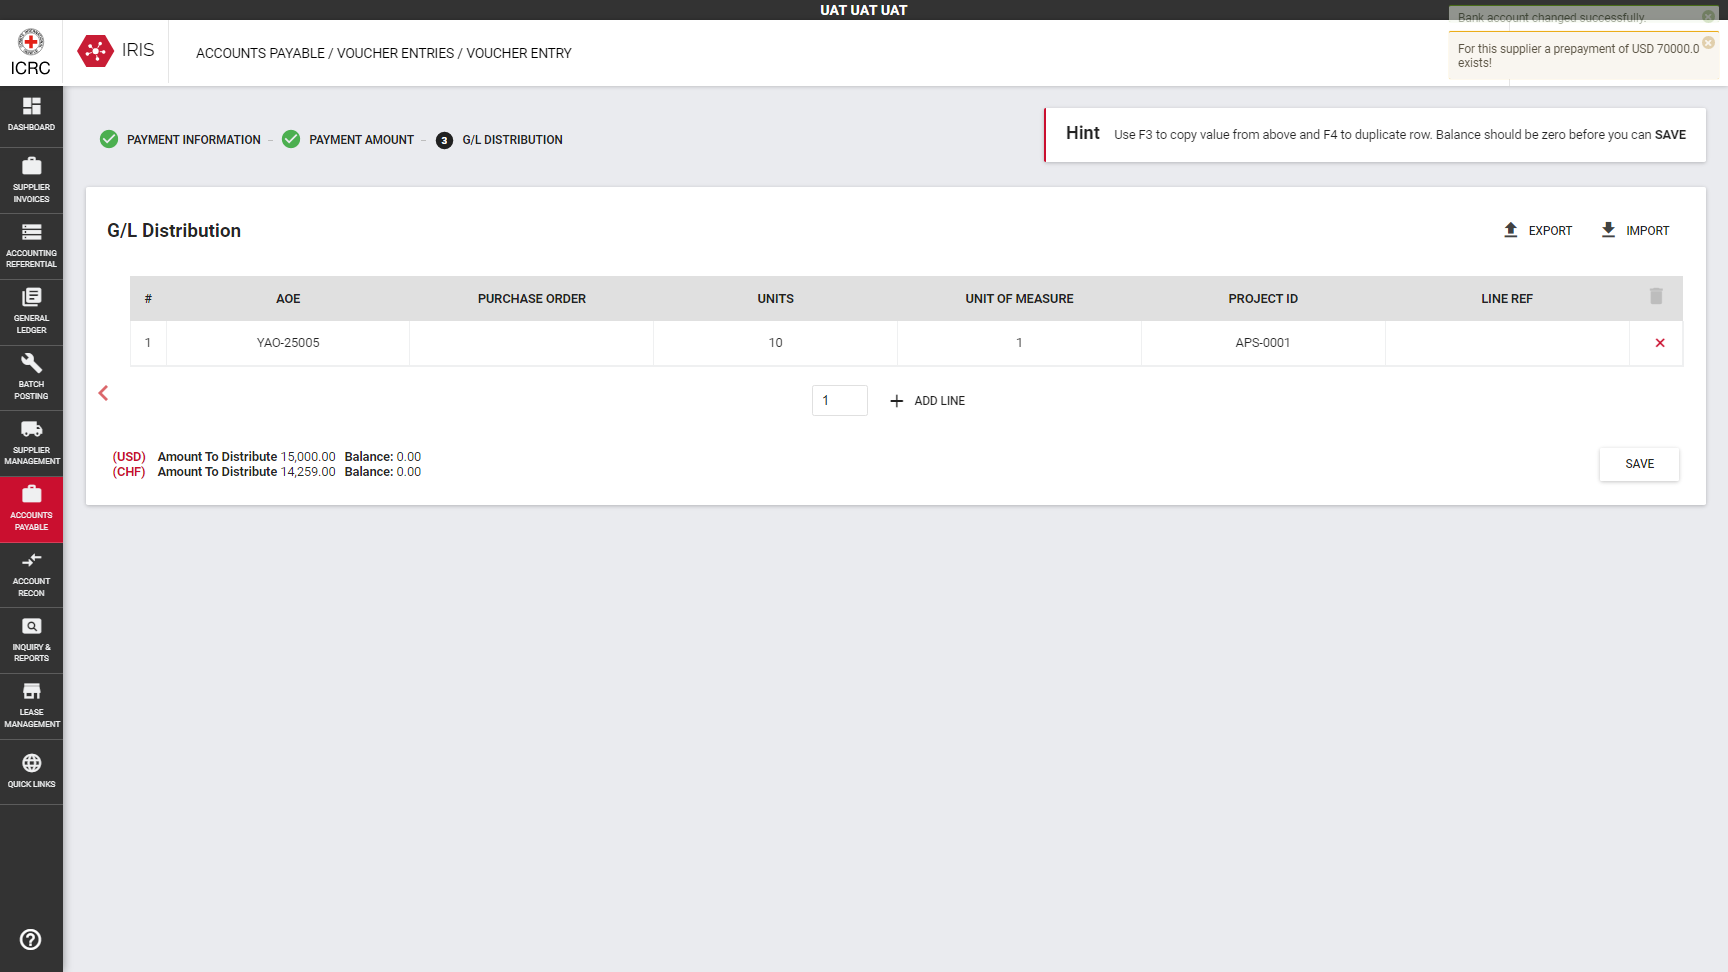 UAT UAT UAT
Bank account changed successfully.
For this supplier a prepayment of USD 70000.0
exists!
ICRC
IRIS
ACCOUNTS PAYABLE / VOUCHER ENTRIES / VOUCHER ENTRY
DASHBOARD
SUPPLIER
INVOICES
ACCOUNTING
REFERENTIAL
GENERAL
LEDGER
BATCH
POSTING
SUPPLIER
MANAGEMENT
ACCOUNTS
PAYABLE
ACCOUNT
RECON
INQUIRY &
REPORTS
LEASE
MANAGEMENT
QUICK LINKS
PAYMENT INFORMATION – PAYMENT AMOUNT – 3 G/L DISTRIBUTION
Hint Use F3 to copy value from above and F4 to duplicate row. Balance should be zero before you can SAVE
G/L Distribution
EXPORT IMPORT
# AOE PURCHASE ORDER UNITS UNIT OF MEASURE PROJECT ID LINE REF
1 YAO-25005 10 1 APS-0001
1 ADD LINE
(USD) Amount To Distribute 15,000.00 Balance: 0.00
(CHF) Amount To Distribute 14,259.00 Balance: 0.00
SAVE